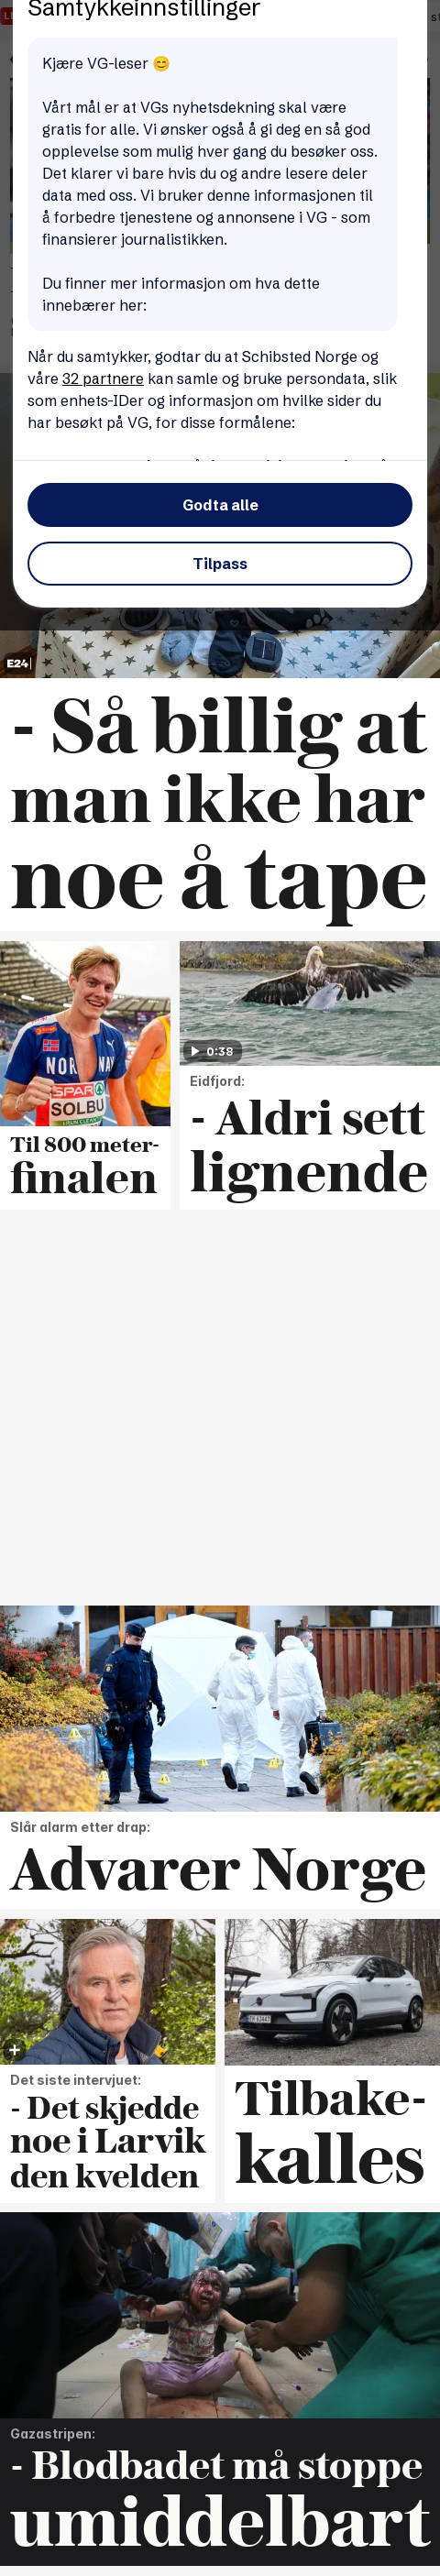 Samtykkeinnstillinger
Kjære VG-leser 😊
Vårt mål er at VGs nyhetsdekning skal være
gratis for alle. Vi ønsker også å gi deg en så god
opplevelse som mulig hver gang du besøker oss.
Det klarer vi bare hvis du og andre lesere deler
data med oss. Vi bruker denne informasjonen til
å forbedre tjenestene og annonsene i VG - som
finansierer journalistikken.
Du finner mer informasjon om hva dette
innebærer her:
Når du samtykker, godtar du at Schibsted Norge og
våre 32 partnere kan samle og bruke persondata, slik
som enhets-IDer og informasjon om hvilke sider du
har besøkt på VG, for disse formålene:
Godta alle
Tilpass
E24
- Så billig at
man ikke har
noe å tape
NORWAY
SPAR
SOLBU
Til 800 meter-
finalen
0:38
Eidfjord:
- Aldri sett
lignende
Slår alarm etter drap:
Advarer Norge
Det siste intervjuet:
- Det skjedde
noe i Larvik
den kvelden
Tilbake-
kalles
Gazastripen:
- Blodbadet må stoppe
umiddelbart